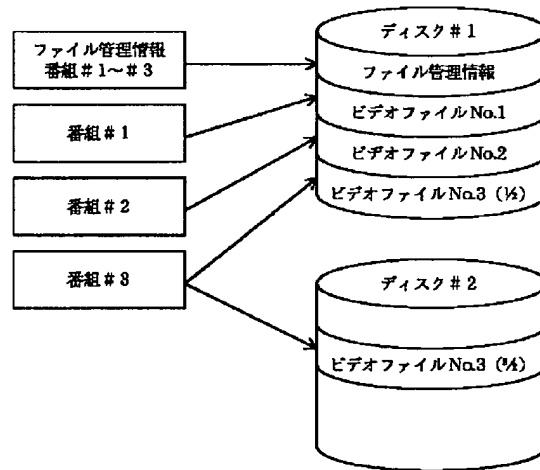 ファイル管理情報
番組#1~#3
番組#1
番組#2
番組#3
ディスク#1
ファイル管理情報
ビデオファイルNo.1
ビデオファイルNo.2
ビデオファイルNo.3(½)
ディスク#2
ビデオファイルNo.3